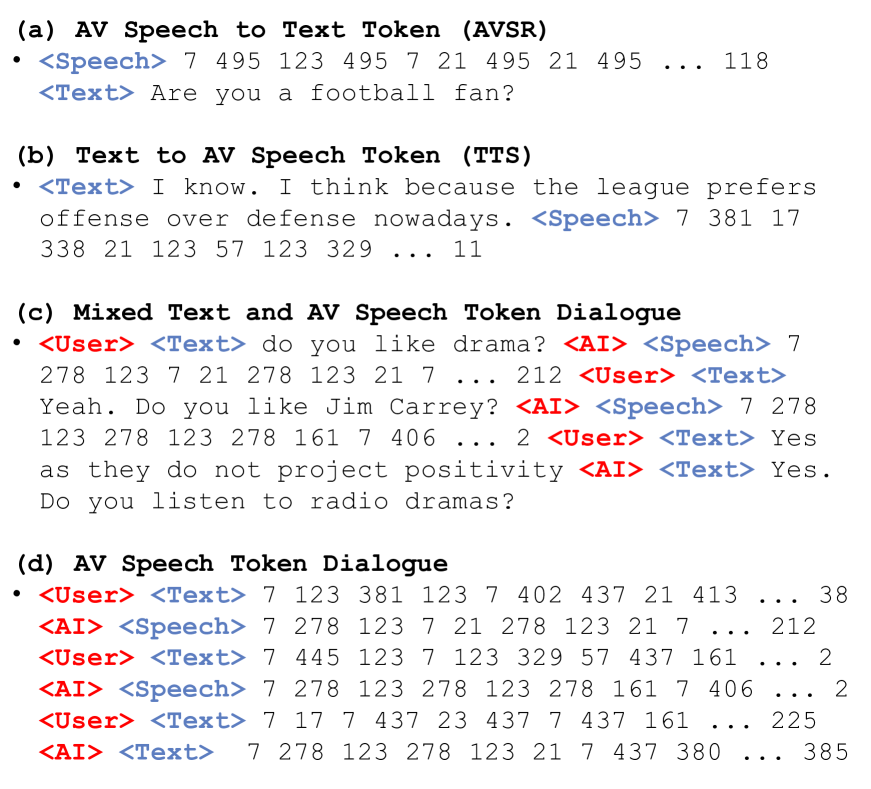 (a) AV Speech to Text Token (AVSR)
• <Speech> 7 495 123 495 7 21 495 21 495 ... 118
<Text> Are you a football fan?
(b) Text to AV Speech Token (TTS)
• <Text> I know. I think because the league prefers
offense over defense nowadays. <Speech> 7 381 17
338 21 123 57 123 329 ... 11
(c) Mixed Text and AV Speech Token Dialogue
• <User> <Text> do you like drama? <AI> <Speech> 7
278 123 7 21 278 123 21 7 ... 212 <User> <Text>
Yeah. Do you like Jim Carrey? <AI> <Speech> 7 278
123 278 123 278 161 7 406 ... 2 <User> <Text> Yes
as they do not project positivity <AI> <Text> Yes.
Do you listen to radio dramas?
(d) AV Speech Token Dialogue
• <User> <Text> 7 123 381 123 7 402 437 21 413 ... 38
<AI> <Speech> 7 278 123 7 21 278 123 21 7 ... 212
<User> <Text> 7 445 123 7 123 329 57 437 161 ... 2
<AI> <Speech> 7 278 123 278 123 278 161 7 406 ... 2
<User> <Text> 7 17 7 437 23 437 7 437 161 ... 225
<AI> <Text> 7 278 123 278 123 21 7 437 380 ... 385